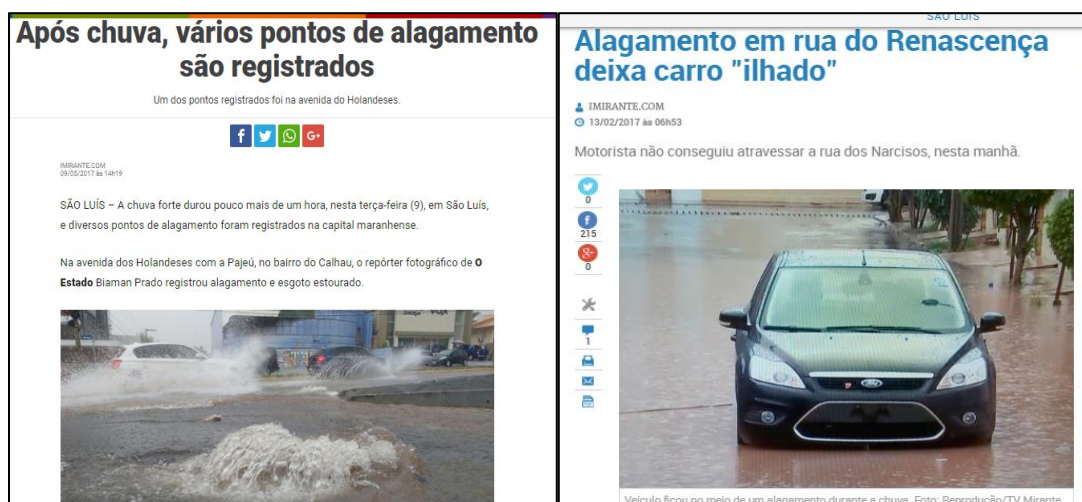 Após chuva, vários pontos de alagamento
são registrados
Um dos pontos registrados foi na avenida do Holandeses.
IMIRANTE.COM
09/05/2017 às 14h19
SÃO LUÍS – A chuva forte durou pouco mais de um hora, nesta terça-feira (9), em São Luís,
e diversos pontos de alagamento foram registrados na capital maranhense.
Na avenida dos Holandeses com a Pajeú, no bairro do Calhau, o repórter fotográfico de O
Estado Biaman Prado registrou alagamento e esgoto estourado.
SÃO LUÍS
Alagamento em rua do Renascença
deixa carro "ilhado"
IMIRANTE.COM
13/02/2017 às 06h53
Motorista não conseguiu atravessar a rua dos Narcisos, nesta manhã.
0
215
0
1
Veículo ficou no meio de um alagamento durante a chuva. Foto: Reprodução/TV Mirante